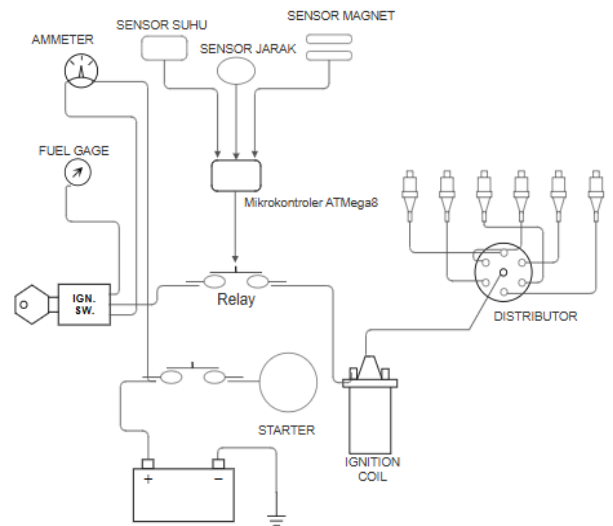 SENSOR MAGNET
SENSOR SUHU
AMMETER
SENSOR JARAK
FUEL GAGE
Mikrokontroler ATMega8
IGN.
SW.
Relay
DISTRIBUTOR
STARTER
IGNITION
COIL
+ −